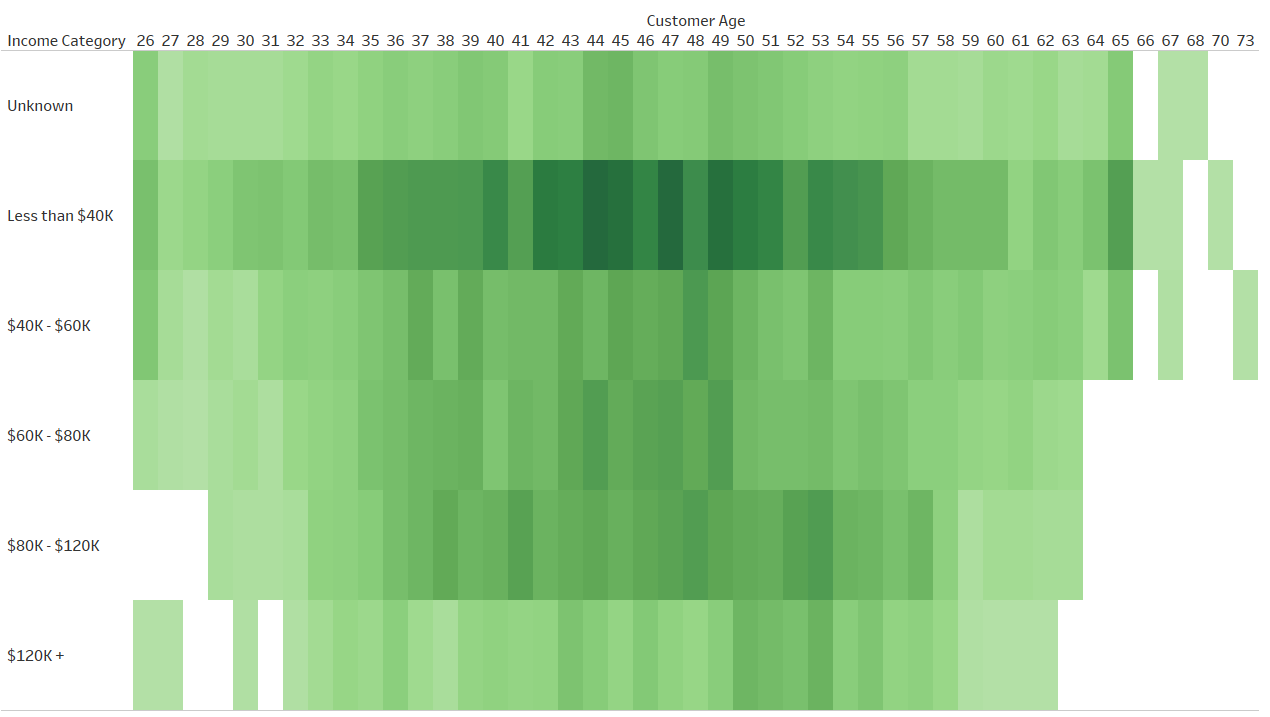 Customer Age
Income Category 26 27 28 29 30 31 32 33 34 35 36 37 38 39 40 41 42 43 44 45 46 47 48 49 50 51 52 53 54 55 56 57 58 59 60 61 62 63 64 65 66 67 68 70 73
Unknown
Less than $40K
$40K - $60K
$60K - $80K
$80K - $120K
$120K +